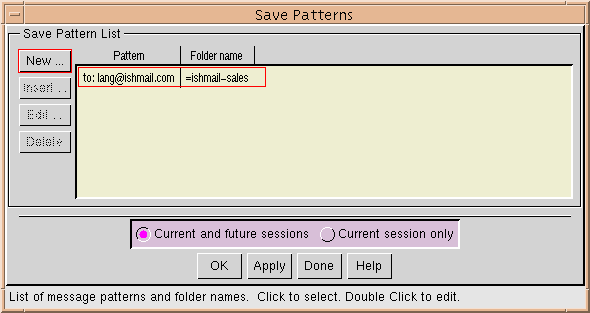 Save Patterns
Save Pattern List
Pattern Folder name
New ...
to: lang@ishmail.com =ishmail-sales
Insert ...
Edit ...
Delete
Current and future sessions Current session only
OK Apply Done Help
List of message patterns and folder names. Click to select. Double Click to edit.